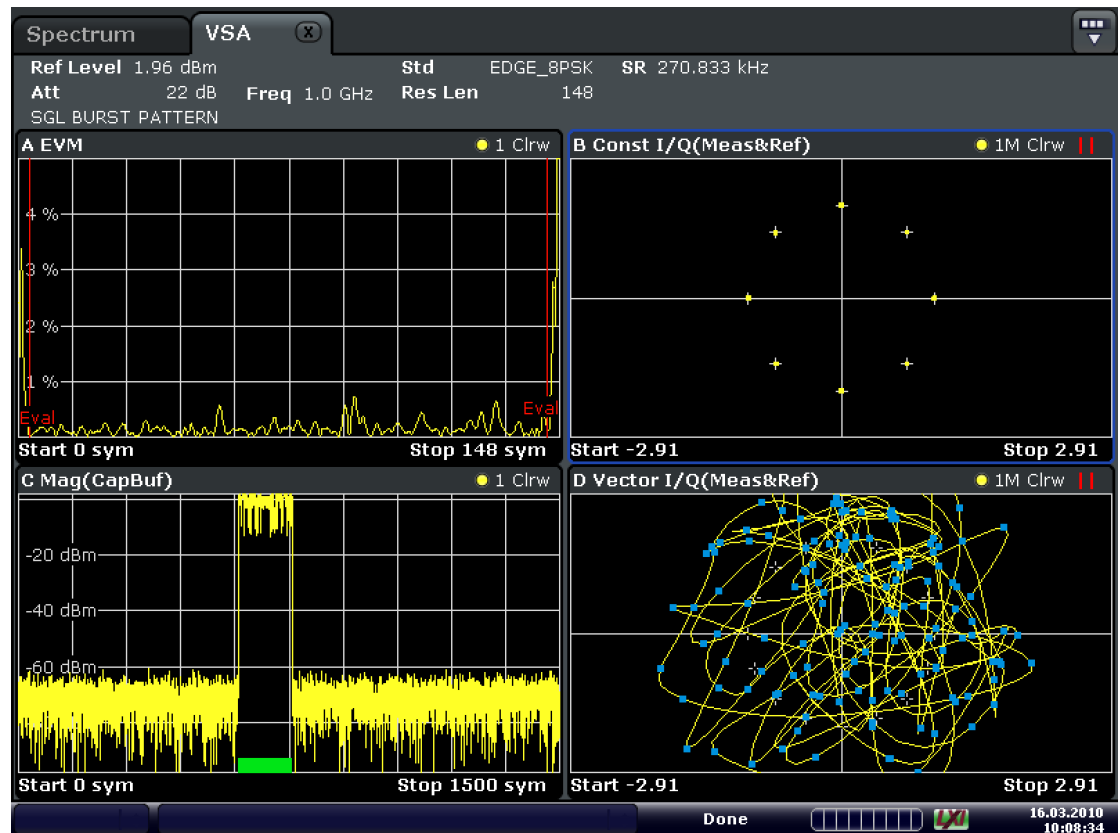 Spectrum VSA X
Ref Level 1.96 dBm Std EDGE_8PSK SR 270.833 kHz
Att 22 dB Freq 1.0 GHz Res Len 148
SGL BURST PATTERN
A EVM 1 Clrw
4 %
3 %
2 %
1 %
Eval Eval
Start 0 sym Stop 148 sym
B Const I/Q(Meas&Ref) 1M Clrw
Start -2.91 Stop 2.91
C Mag(CapBuf) 1 Clrw
-20 dBm
-40 dBm
-60 dBm
Start 0 sym Stop 1500 sym
D Vector I/Q(Meas&Ref) 1M Clrw
Start -2.91 Stop 2.91
Done LXI 16.03.2010
10:08:34